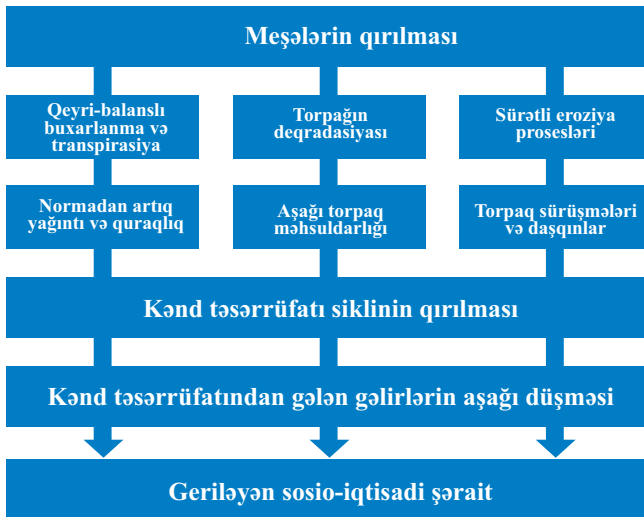 Meşələrin qırılması
Qeyri-balanslı
buxarlanma və
transpirasiya
Torpağın
deqradasiyası
Sürətli eroziya
prosesləri
Normadan artıq
yağıntı və quraqlıq
Aşağı torpaq
məhsuldarlığı
Torpaq sürüşmələri
və daşqınlar
Kənd təsərrüfatı siklinin qırılması
Kənd təsərrüfatından gələn gəlirlərin aşağı düşməsi
Geriləyən sosio-iqtisadi şərait